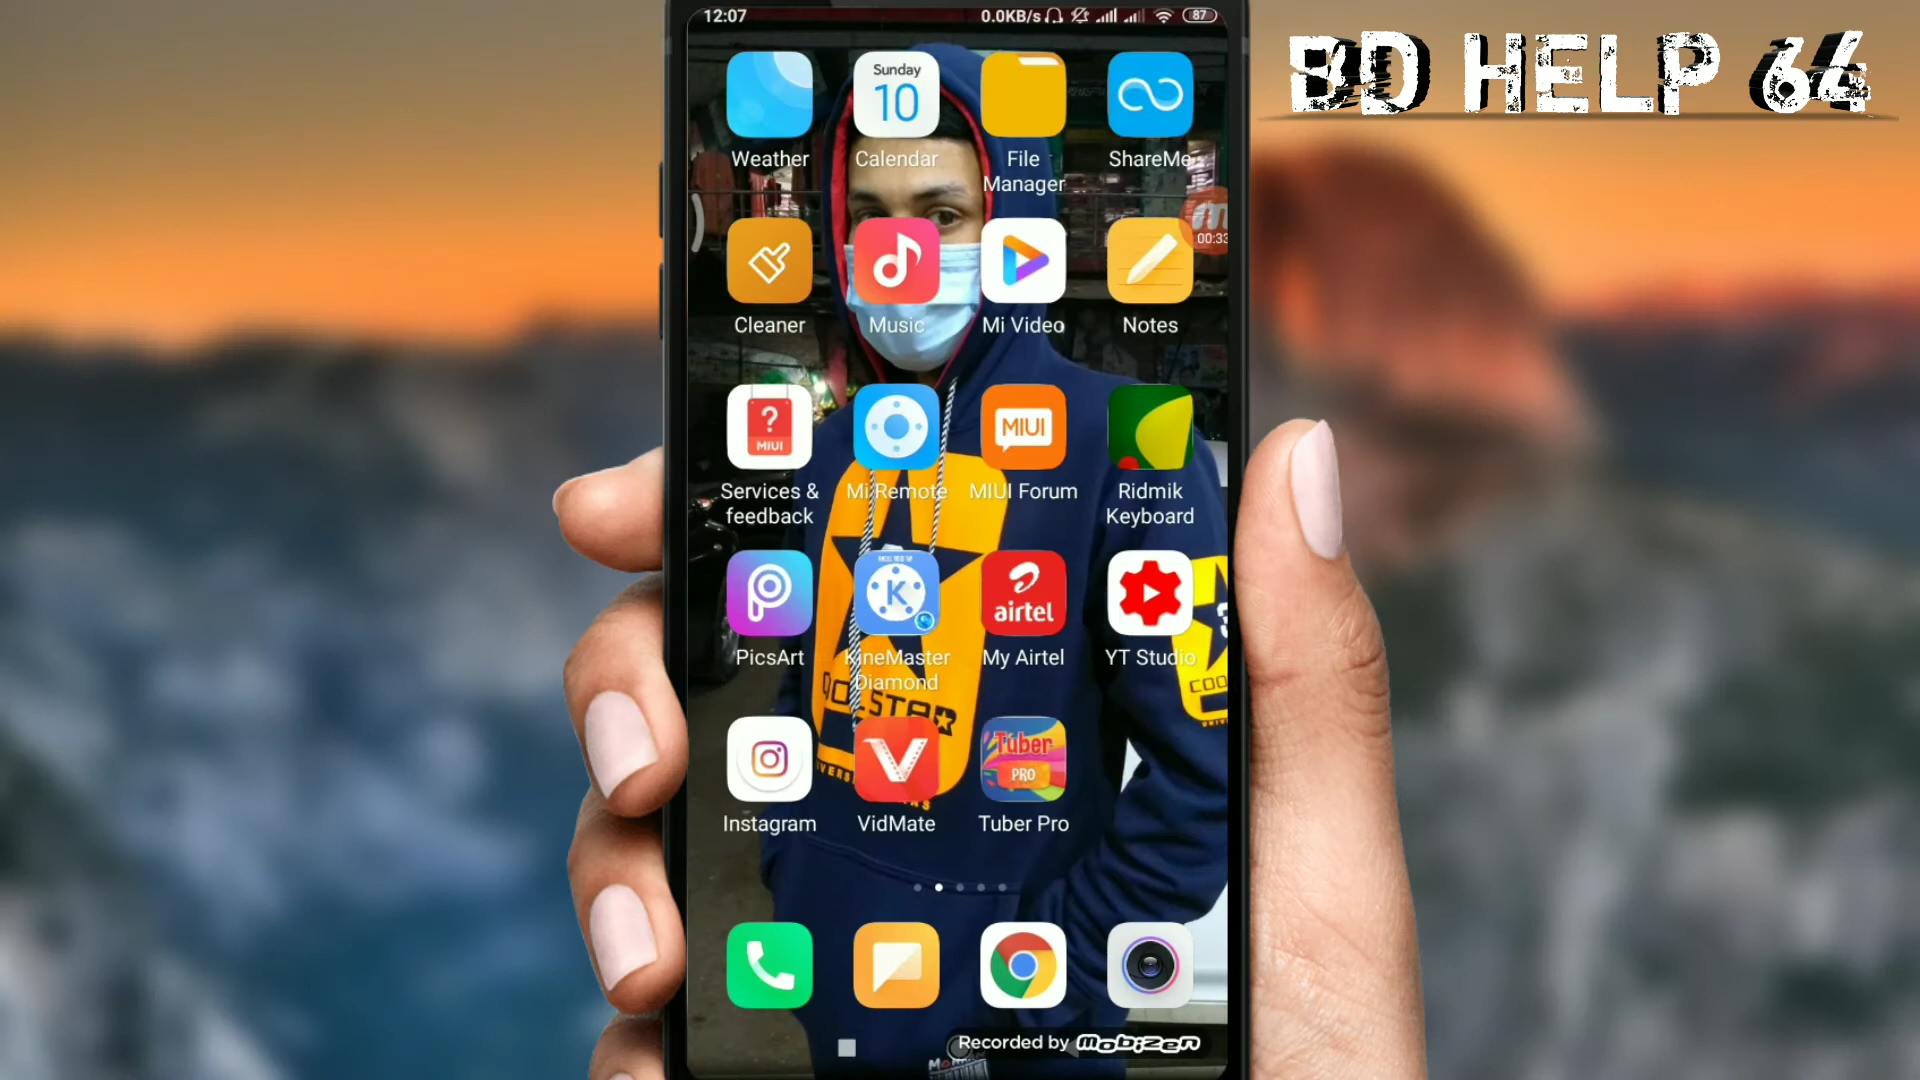 12:07 0.0KB/s 87
BD HELP 64
Sunday
10
Weather Calendar File Manager ShareMe
00:33
Cleaner Music Mi Video Notes
?
MIUI
MIUI
Services & feedback Mi Remote MIUI Forum Ridmik Keyboard
K
airtel
PicsArt KineMaster Diamond My Airtel YT Studio
Tuber
PRO
Instagram VidMate Tuber Pro
Recorded by Mobizen